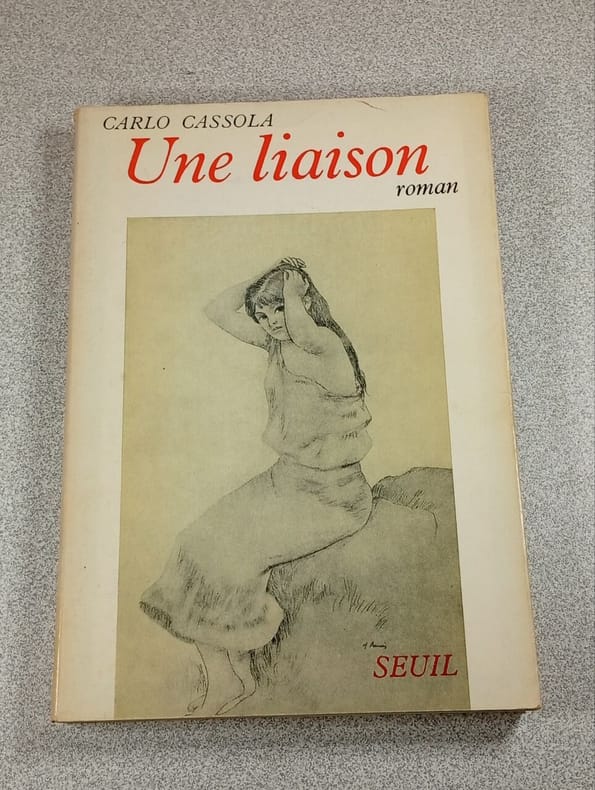 CARLO CASSOLA
Une liaison
roman
SEUIL